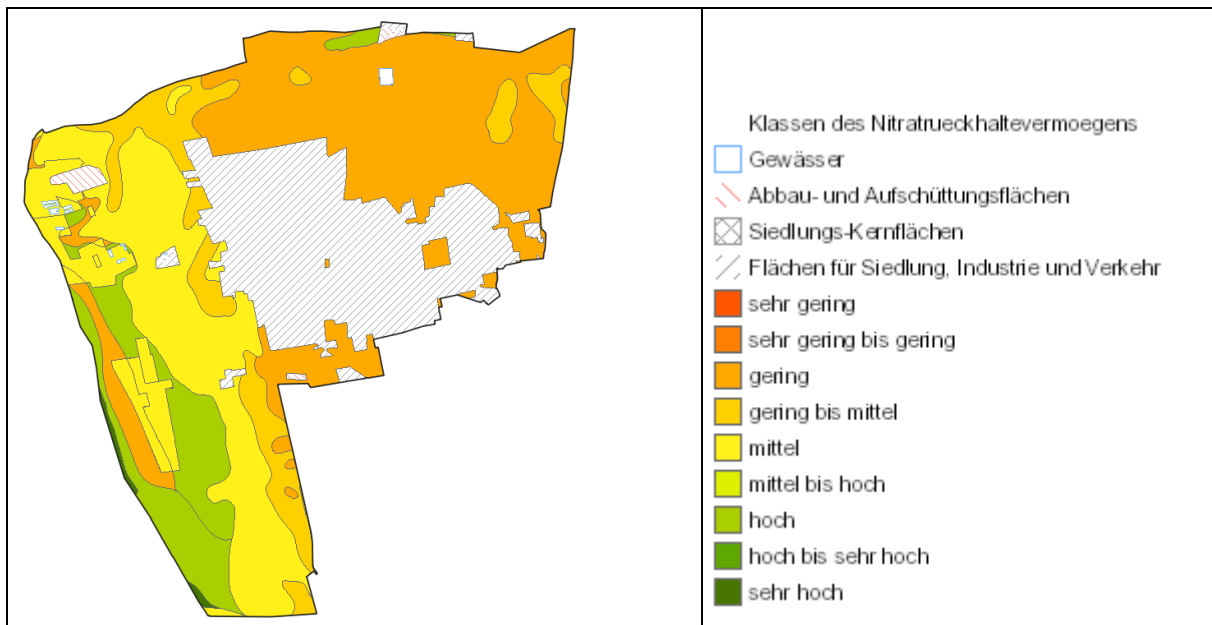 Klassen des Nitratrueckhaltevermoegens
Gewässer
Abbau- und Aufschüttungsflächen
Siedlungs-Kernflächen
Flächen für Siedlung, Industrie und Verkehr
sehr gering
sehr gering bis gering
gering
gering bis mittel
mittel
mittel bis hoch
hoch
hoch bis sehr hoch
sehr hoch